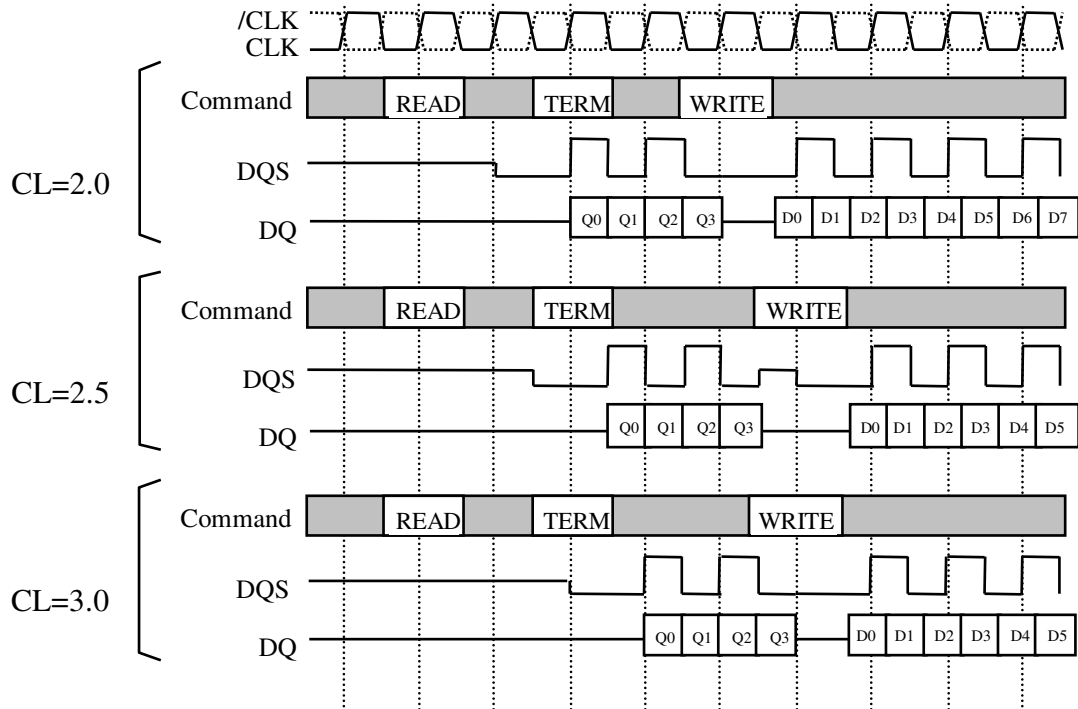 /CLK
CLK
Command READ TERM WRITE
CL=2.0
DQS
DQ Q0 Q1 Q2 Q3 D0 D1 D2 D3 D4 D5 D6 D7
Command READ TERM WRITE
CL=2.5
DQS
DQ Q0 Q1 Q2 Q3 D0 D1 D2 D3 D4 D5
Command READ TERM WRITE
CL=3.0
DQS
DQ Q0 Q1 Q2 Q3 D0 D1 D2 D3 D4 D5